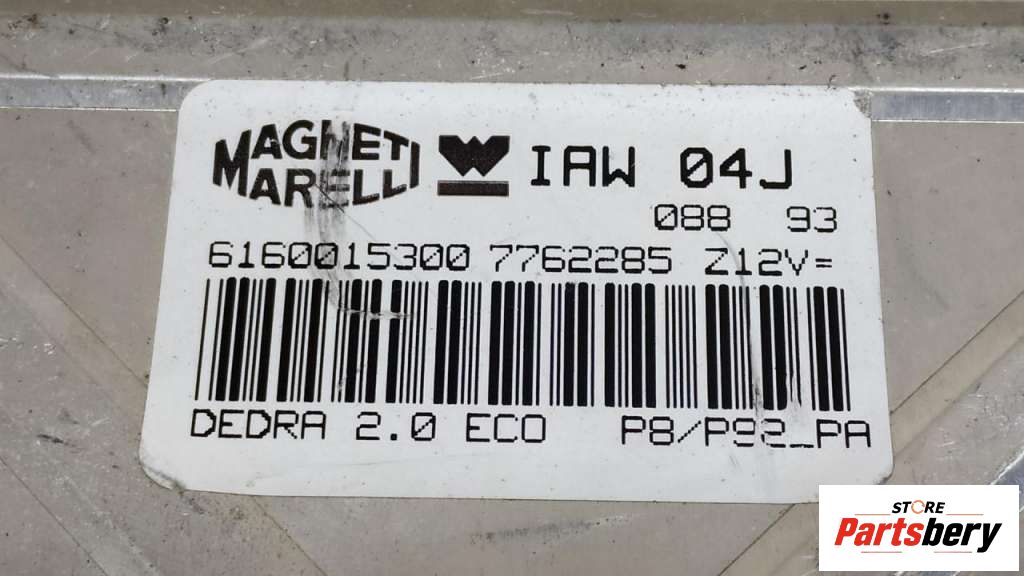 MAGNETI MARELLI
IAW 04J
088 93
6160015300 7762285 Z12V=
DEDRA 2.0 ECO P8/P92_PA
STORE
Partsbery